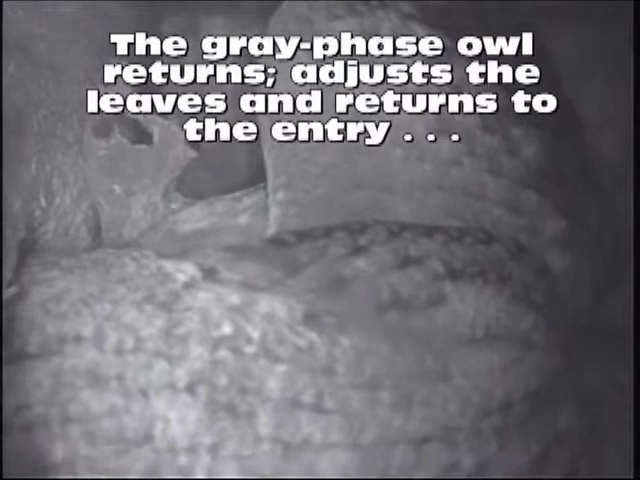 The gray-phase owl
returns; adjusts the
leaves and returns to
the entry . . .